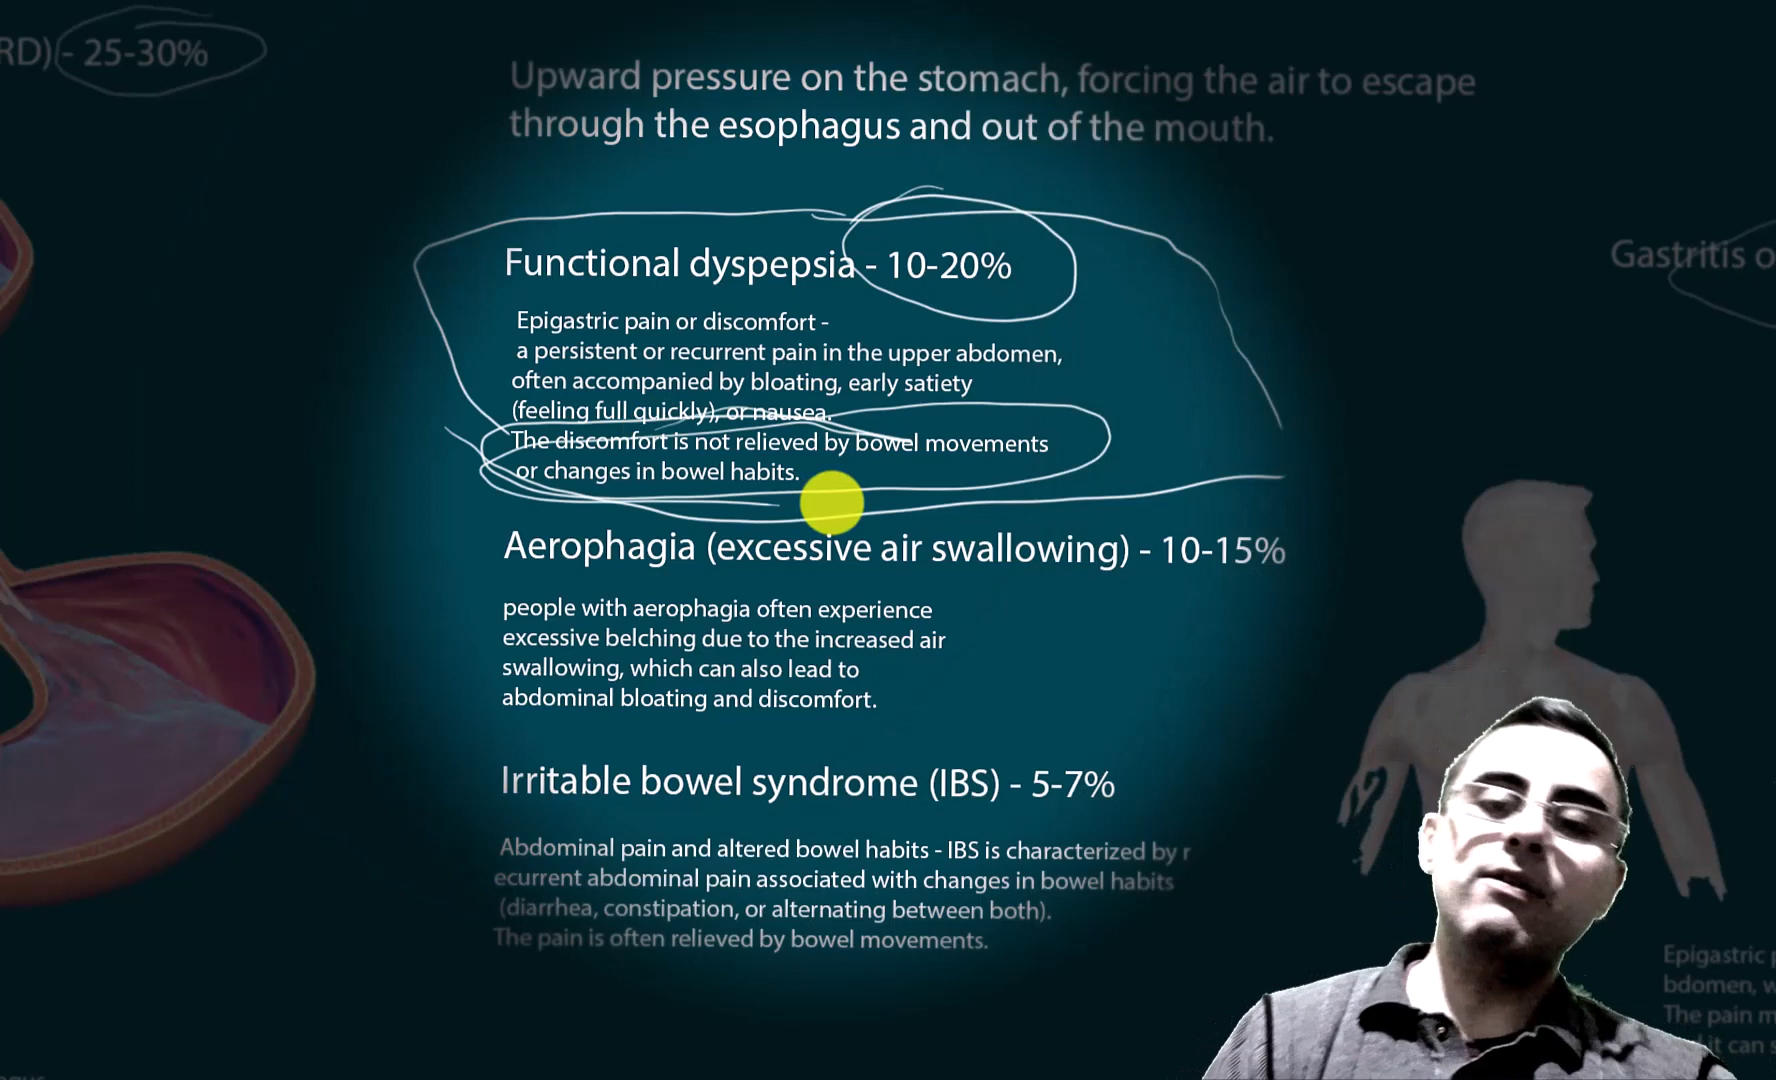 RD) - 25-30%
Upward pressure on the stomach, forcing the air to escape
through the esophagus and out of the mouth.
Functional dyspepsia - 10-20%
Epigastric pain or discomfort -
a persistent or recurrent pain in the upper abdomen,
often accompanied by bloating, early satiety
(feeling full quickly), or nausea.
The discomfort is not relieved by bowel movements
or changes in bowel habits.
Aerophagia (excessive air swallowing) - 10-15%
people with aerophagia often experience
excessive belching due to the increased air
swallowing, which can also lead to
abdominal bloating and discomfort.
Irritable bowel syndrome (IBS) - 5-7%
Abdominal pain and altered bowel habits - IBS is characterized by r
ecurrent abdominal pain associated with changes in bowel habits
(diarrhea, constipation, or alternating between both).
The pain is often relieved by bowel movements.
Gastritis o
Epigastric p
bdomen, w
The pain m
it can s